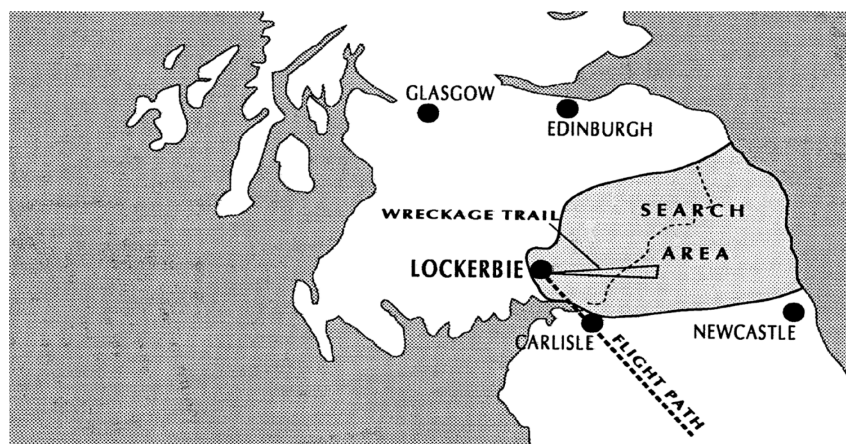 GLASGOW
EDINBURGH
WRECKAGE TRAIL
SEARCH
AREA
LOCKERBIE
CARLISLE
NEWCASTLE
FLIGHT PATH